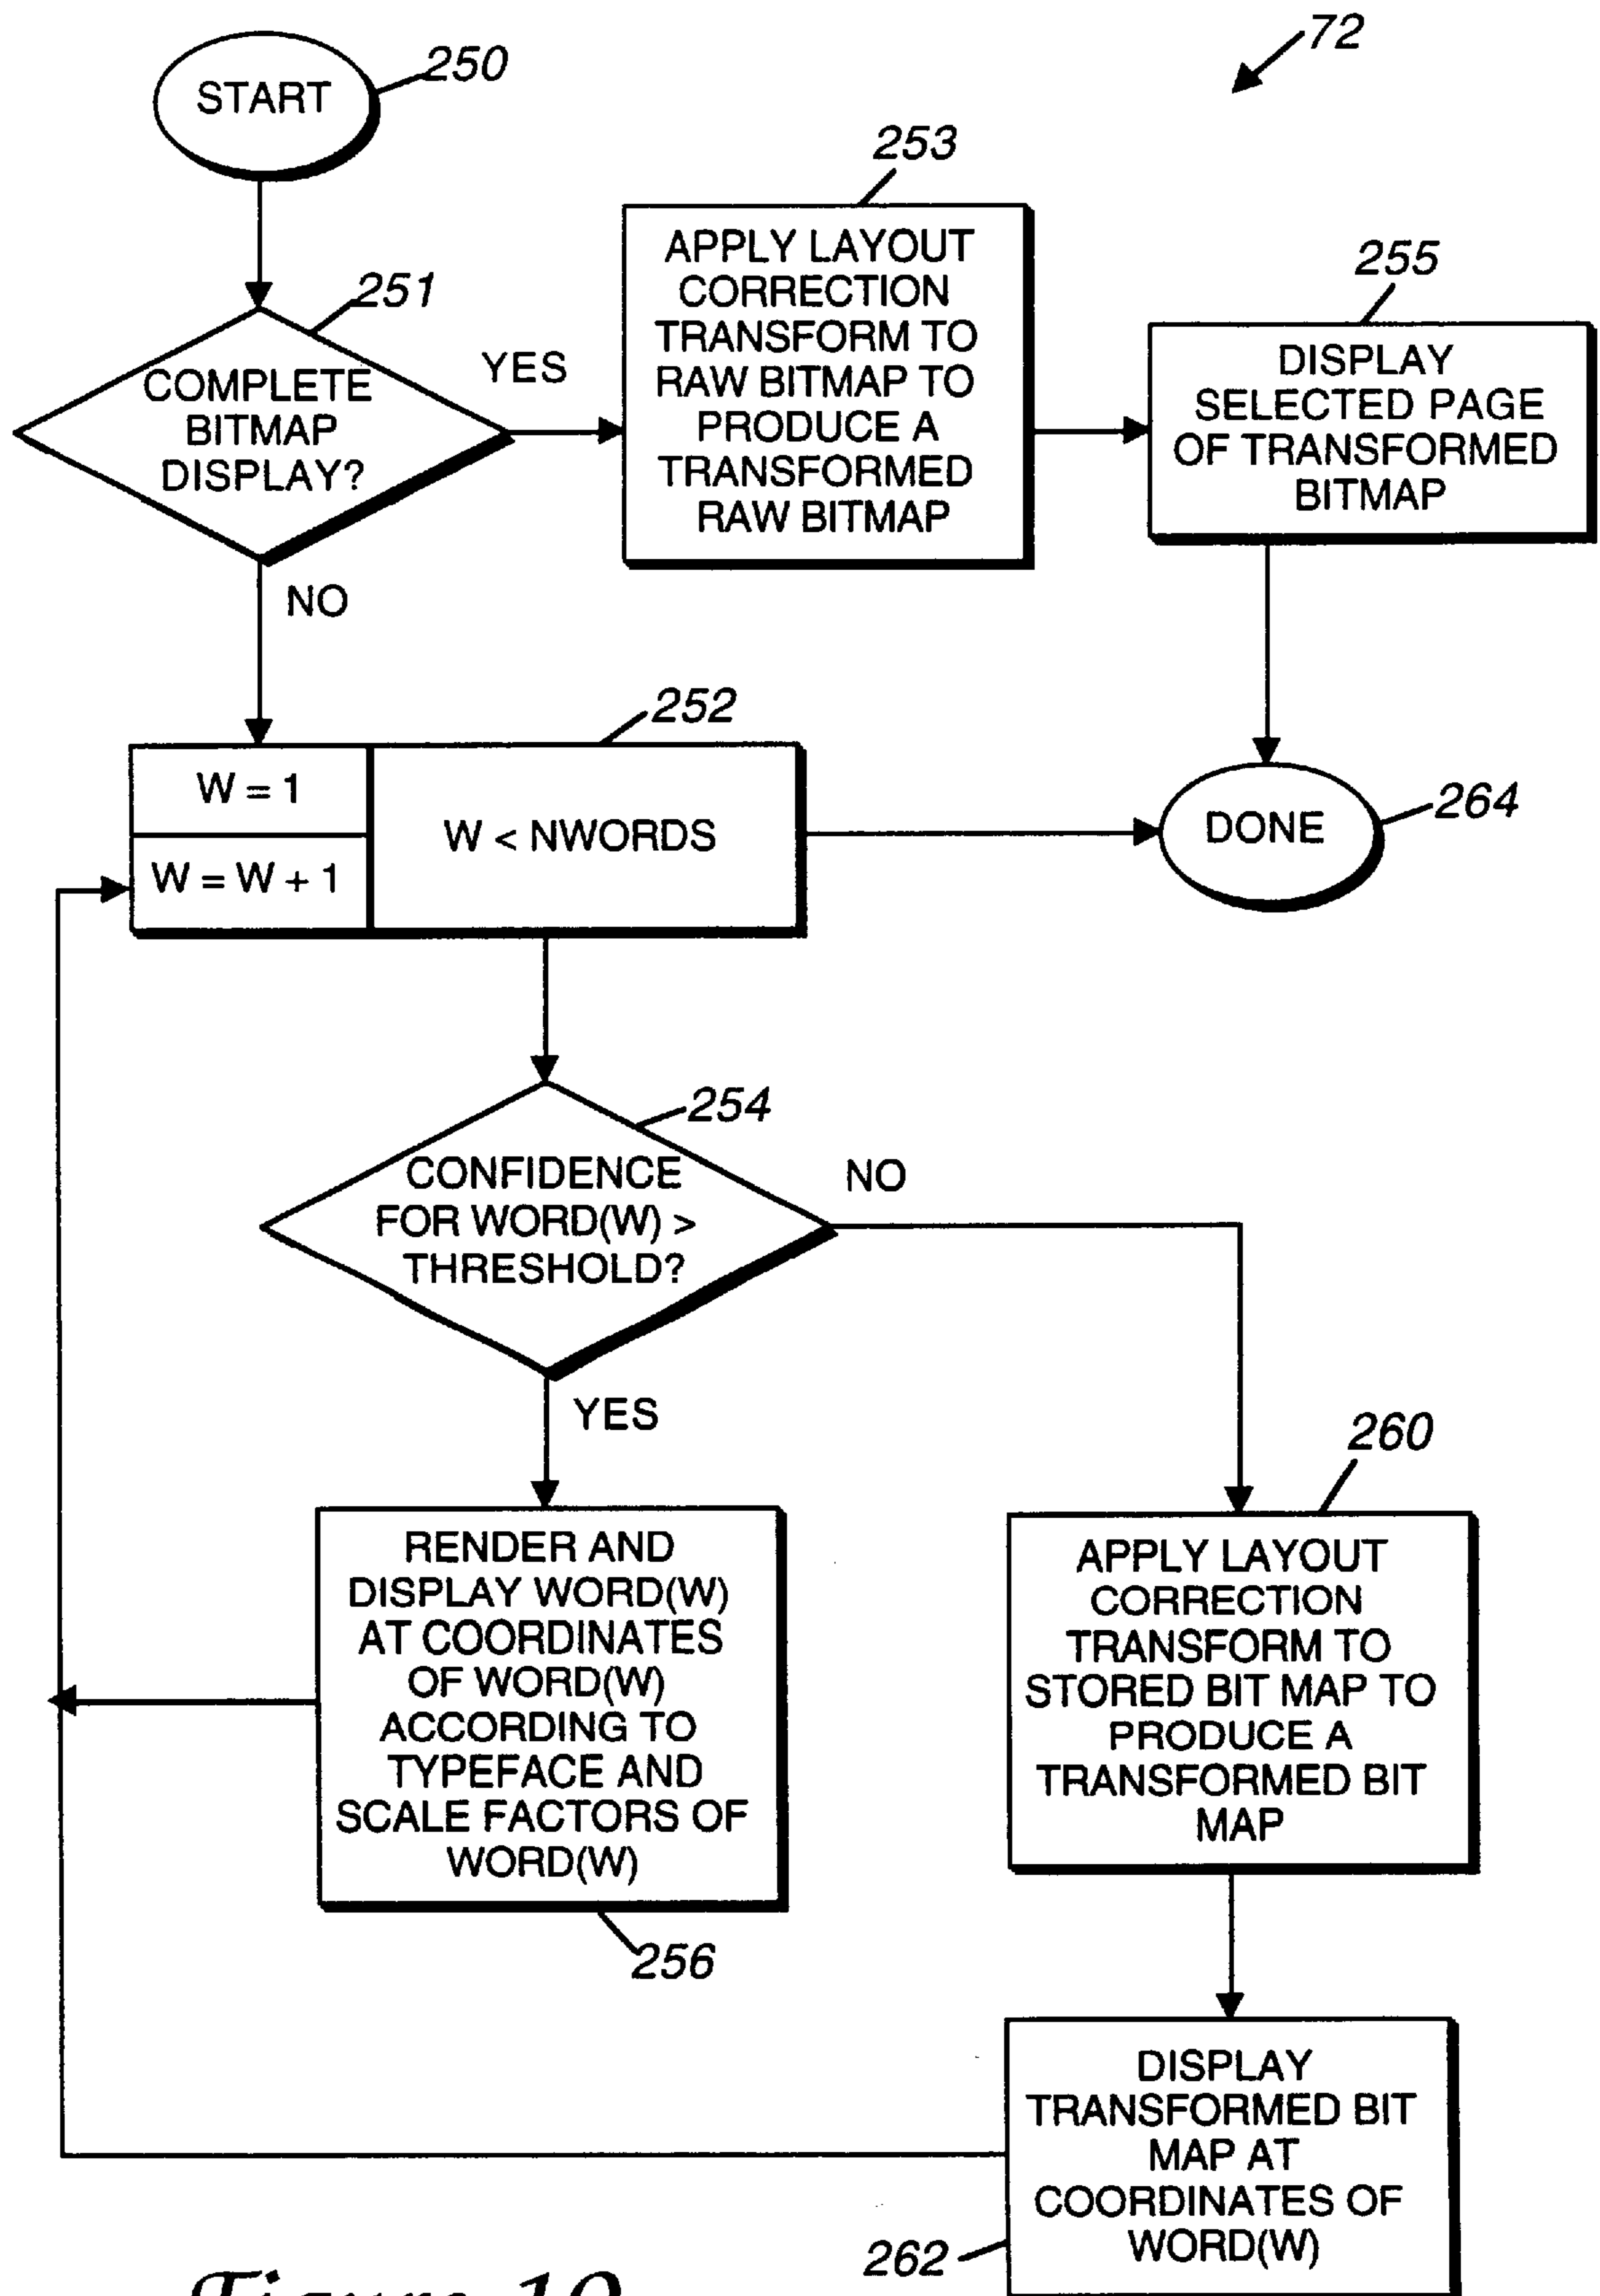 72
250
START
253
APPLY LAYOUT
CORRECTION
TRANSFORM TO
RAW BITMAP TO
PRODUCE A
TRANSFORMED
RAW BITMAP
251
COMPLETE
BITMAP
DISPLAY?
YES
255
DISPLAY
SELECTED PAGE
OF TRANSFORMED
BITMAP
NO
252
W = 1
W = W + 1
W < NWORDS
DONE
264
254
CONFIDENCE
FOR WORD(W) >
THRESHOLD?
NO
YES
RENDER AND
DISPLAY WORD(W)
AT COORDINATES
OF WORD(W)
ACCORDING TO
TYPEFACE AND
SCALE FACTORS OF
WORD(W)
256
260
APPLY LAYOUT
CORRECTION
TRANSFORM TO
STORED BIT MAP TO
PRODUCE A
TRANSFORMED BIT
MAP
DISPLAY
TRANSFORMED BIT
MAP AT
COORDINATES OF
WORD(W)
262
Figure